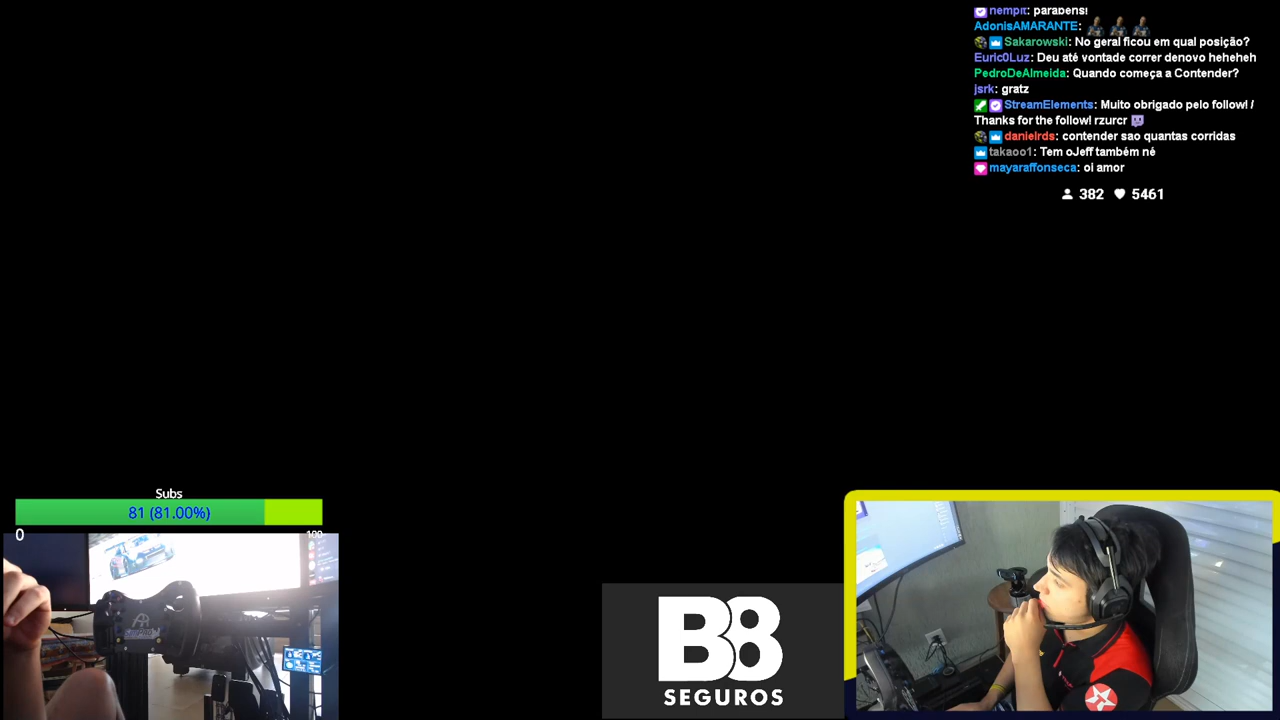 nempit: parabéns!
AdonisAMARANTE:
Sakarowski: No geral ficou em qual posição?
Euric0Luz: Deu até vontade correr denovo heheheh
PedroDeAlmeida: Quando começa a Contender?
jsrk: gratz
StreamElements: Muito obrigado pelo follow! /
Thanks for the follow! rzurcr
danielrds: contender sao quantas corridas
takaoo1: Tem oJeff também né
mayaraffonseca: oi amor
382 5461
Subs
81 (81.00%)
0 100
B8
SEGUROS